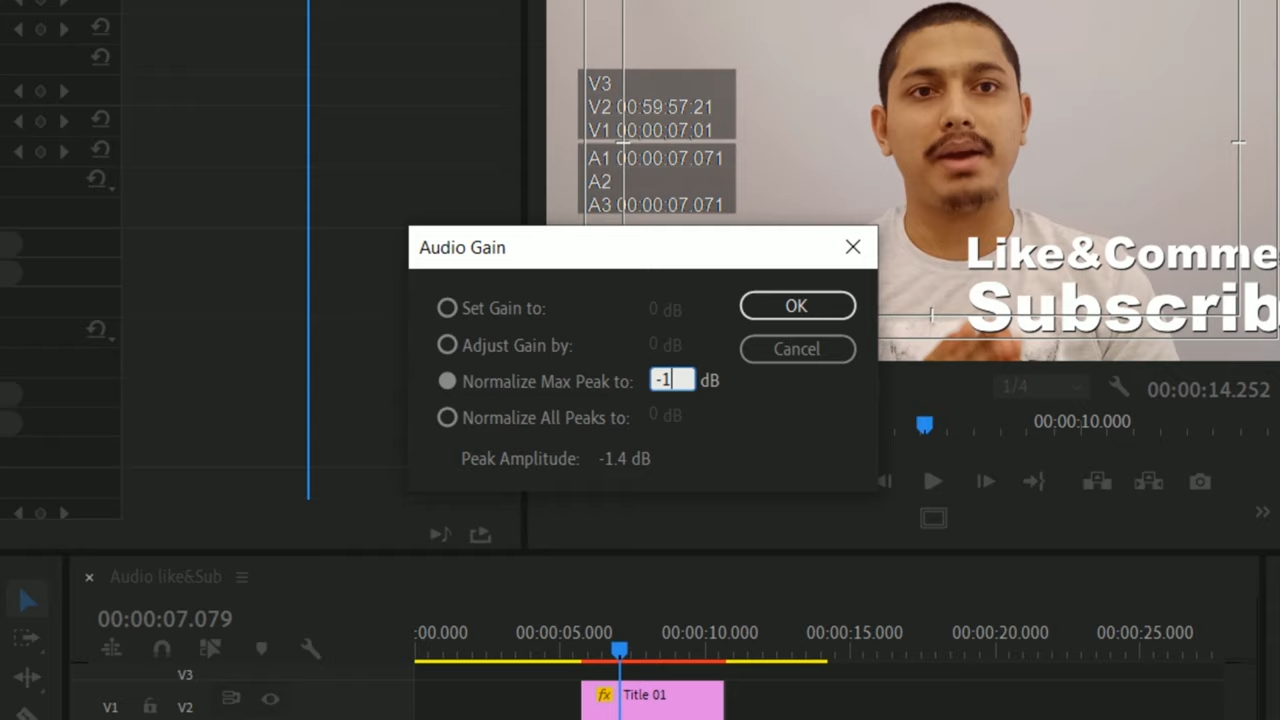 V3
V2 00:59:57:21
V1 00:00:07;01
A1 00:00:07.071
A2
A3 00:00:07.071
Like&Comme
Subscrib
Audio Gain
Set Gain to: 0 dB
OK
Adjust Gain by: 0 dB
Cancel
Normalize Max Peak to: -1 dB
Normalize All Peaks to: 0 dB
Peak Amplitude: -1.4 dB
1/4
00:00:14.252
00:00:10.000
Audio like&Sub
00:00:07.079
:00.000 00:00:05.000 00:00:10.000 00:00:15.000 00:00:20.000 00:00:25.000
V3
fx Title 01
V1 V2